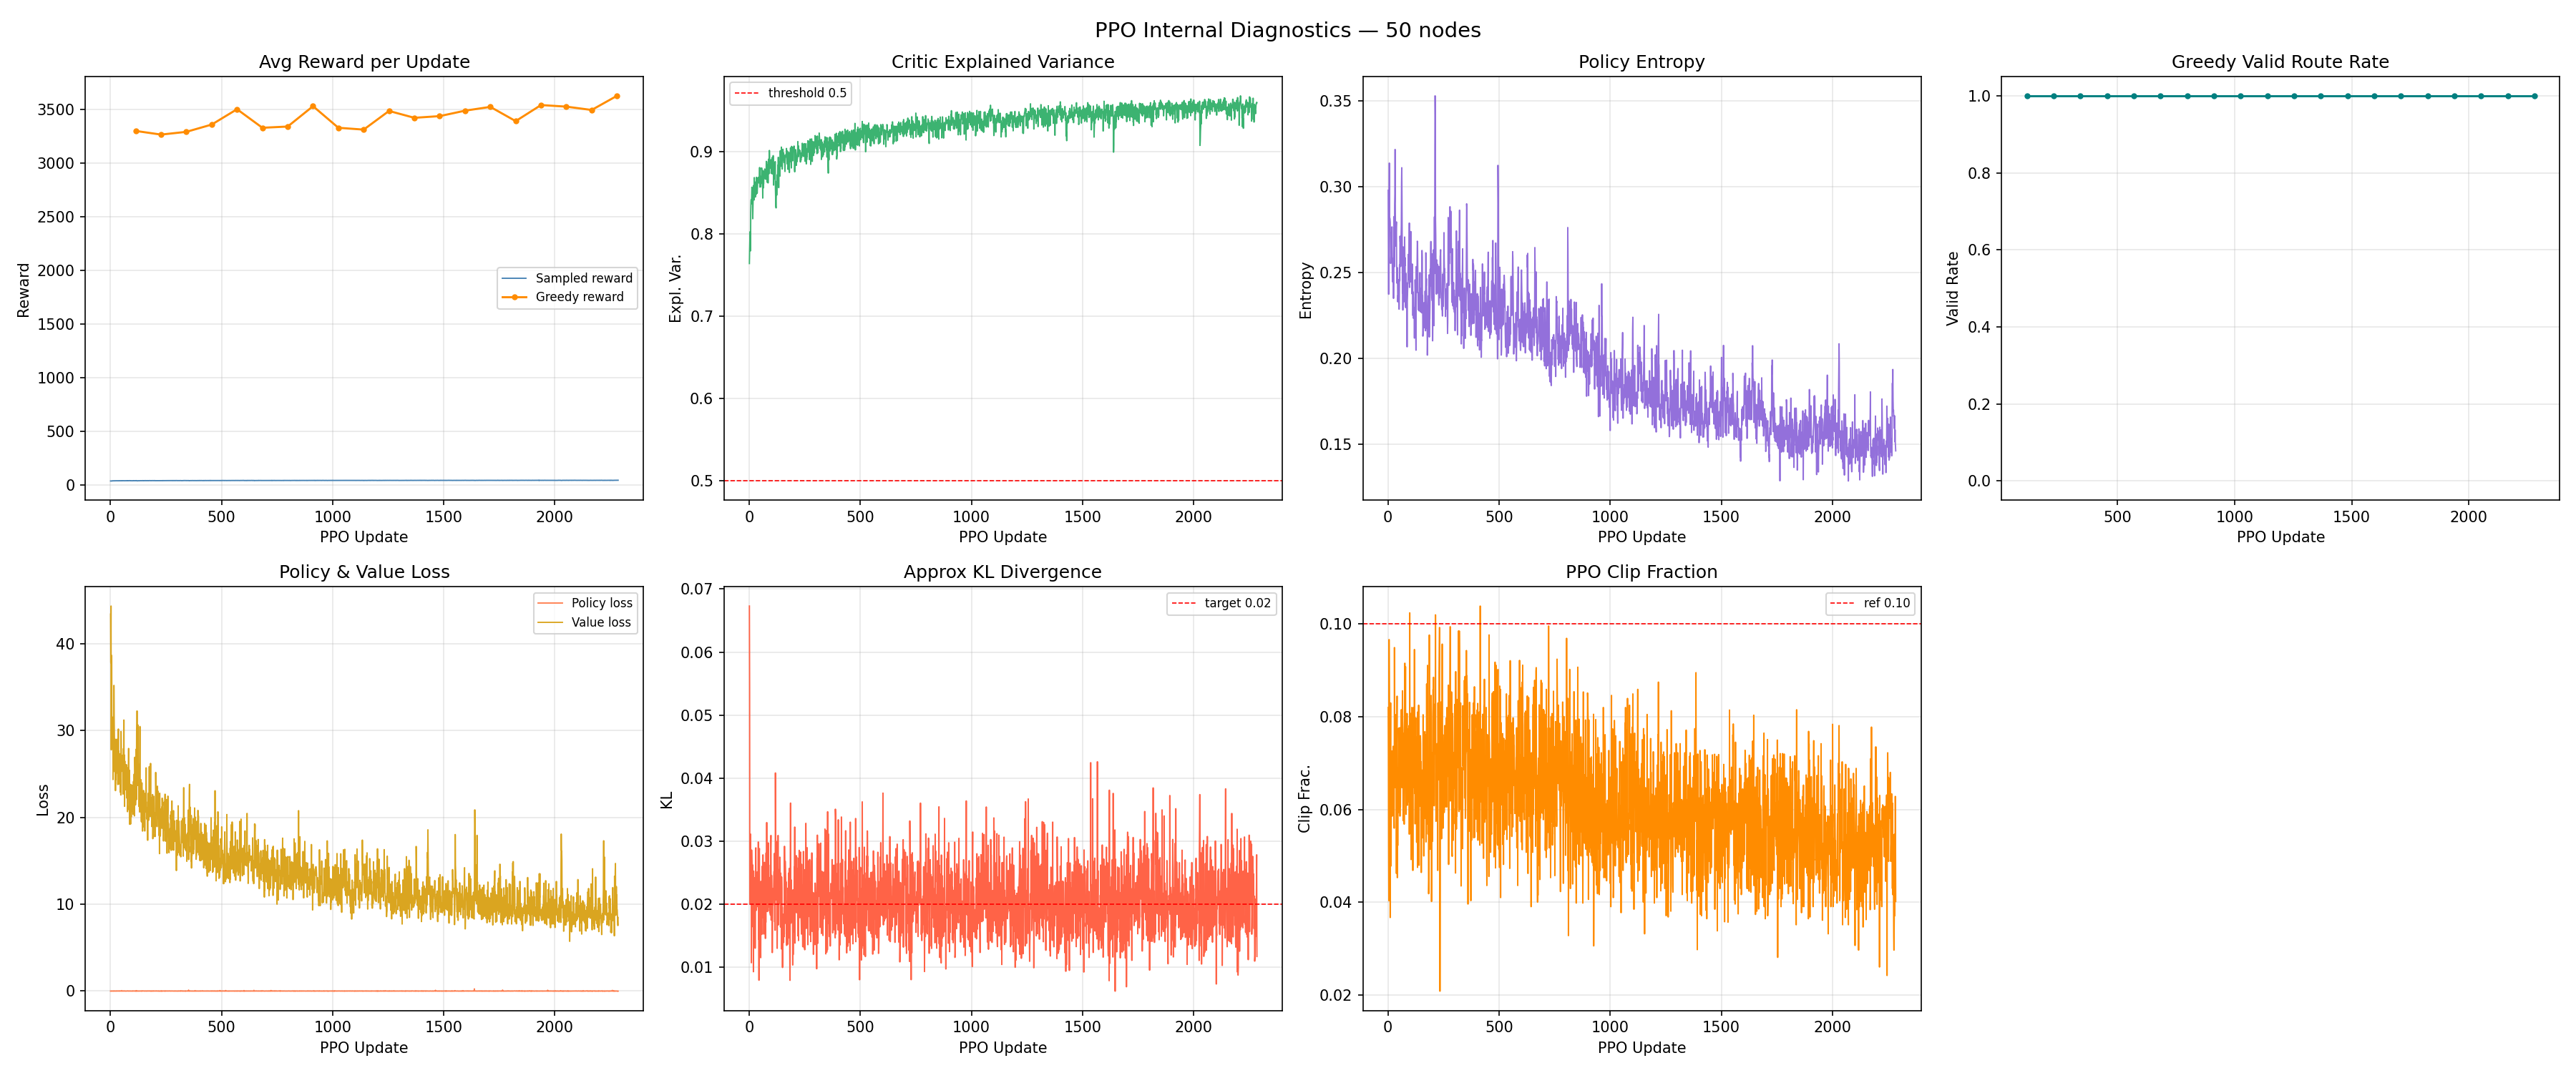 PPO Internal Diagnostics — 50 nodes
Avg Reward per Update
Reward
3500
3000
2500
2000
1500
1000
500
0
Sampled reward
Greedy reward
0 500 1000 1500 2000
PPO Update
Critic Explained Variance
Expl. Var.
0.9
0.8
0.7
0.6
0.5
threshold 0.5
0 500 1000 1500 2000
PPO Update
Policy Entropy
Entropy
0.35
0.30
0.25
0.20
0.15
0 500 1000 1500 2000
PPO Update
Greedy Valid Route Rate
Valid Rate
1.0
0.8
0.6
0.4
0.2
0.0
500 1000 1500 2000
PPO Update
Policy & Value Loss
Loss
40
30
20
10
0
Policy loss
Value loss
0 500 1000 1500 2000
PPO Update
Approx KL Divergence
KL
0.07
0.06
0.05
0.04
0.03
0.02
0.01
target 0.02
0 500 1000 1500 2000
PPO Update
PPO Clip Fraction
Clip Frac.
0.10
0.08
0.06
0.04
0.02
ref 0.10
0 500 1000 1500 2000
PPO Update